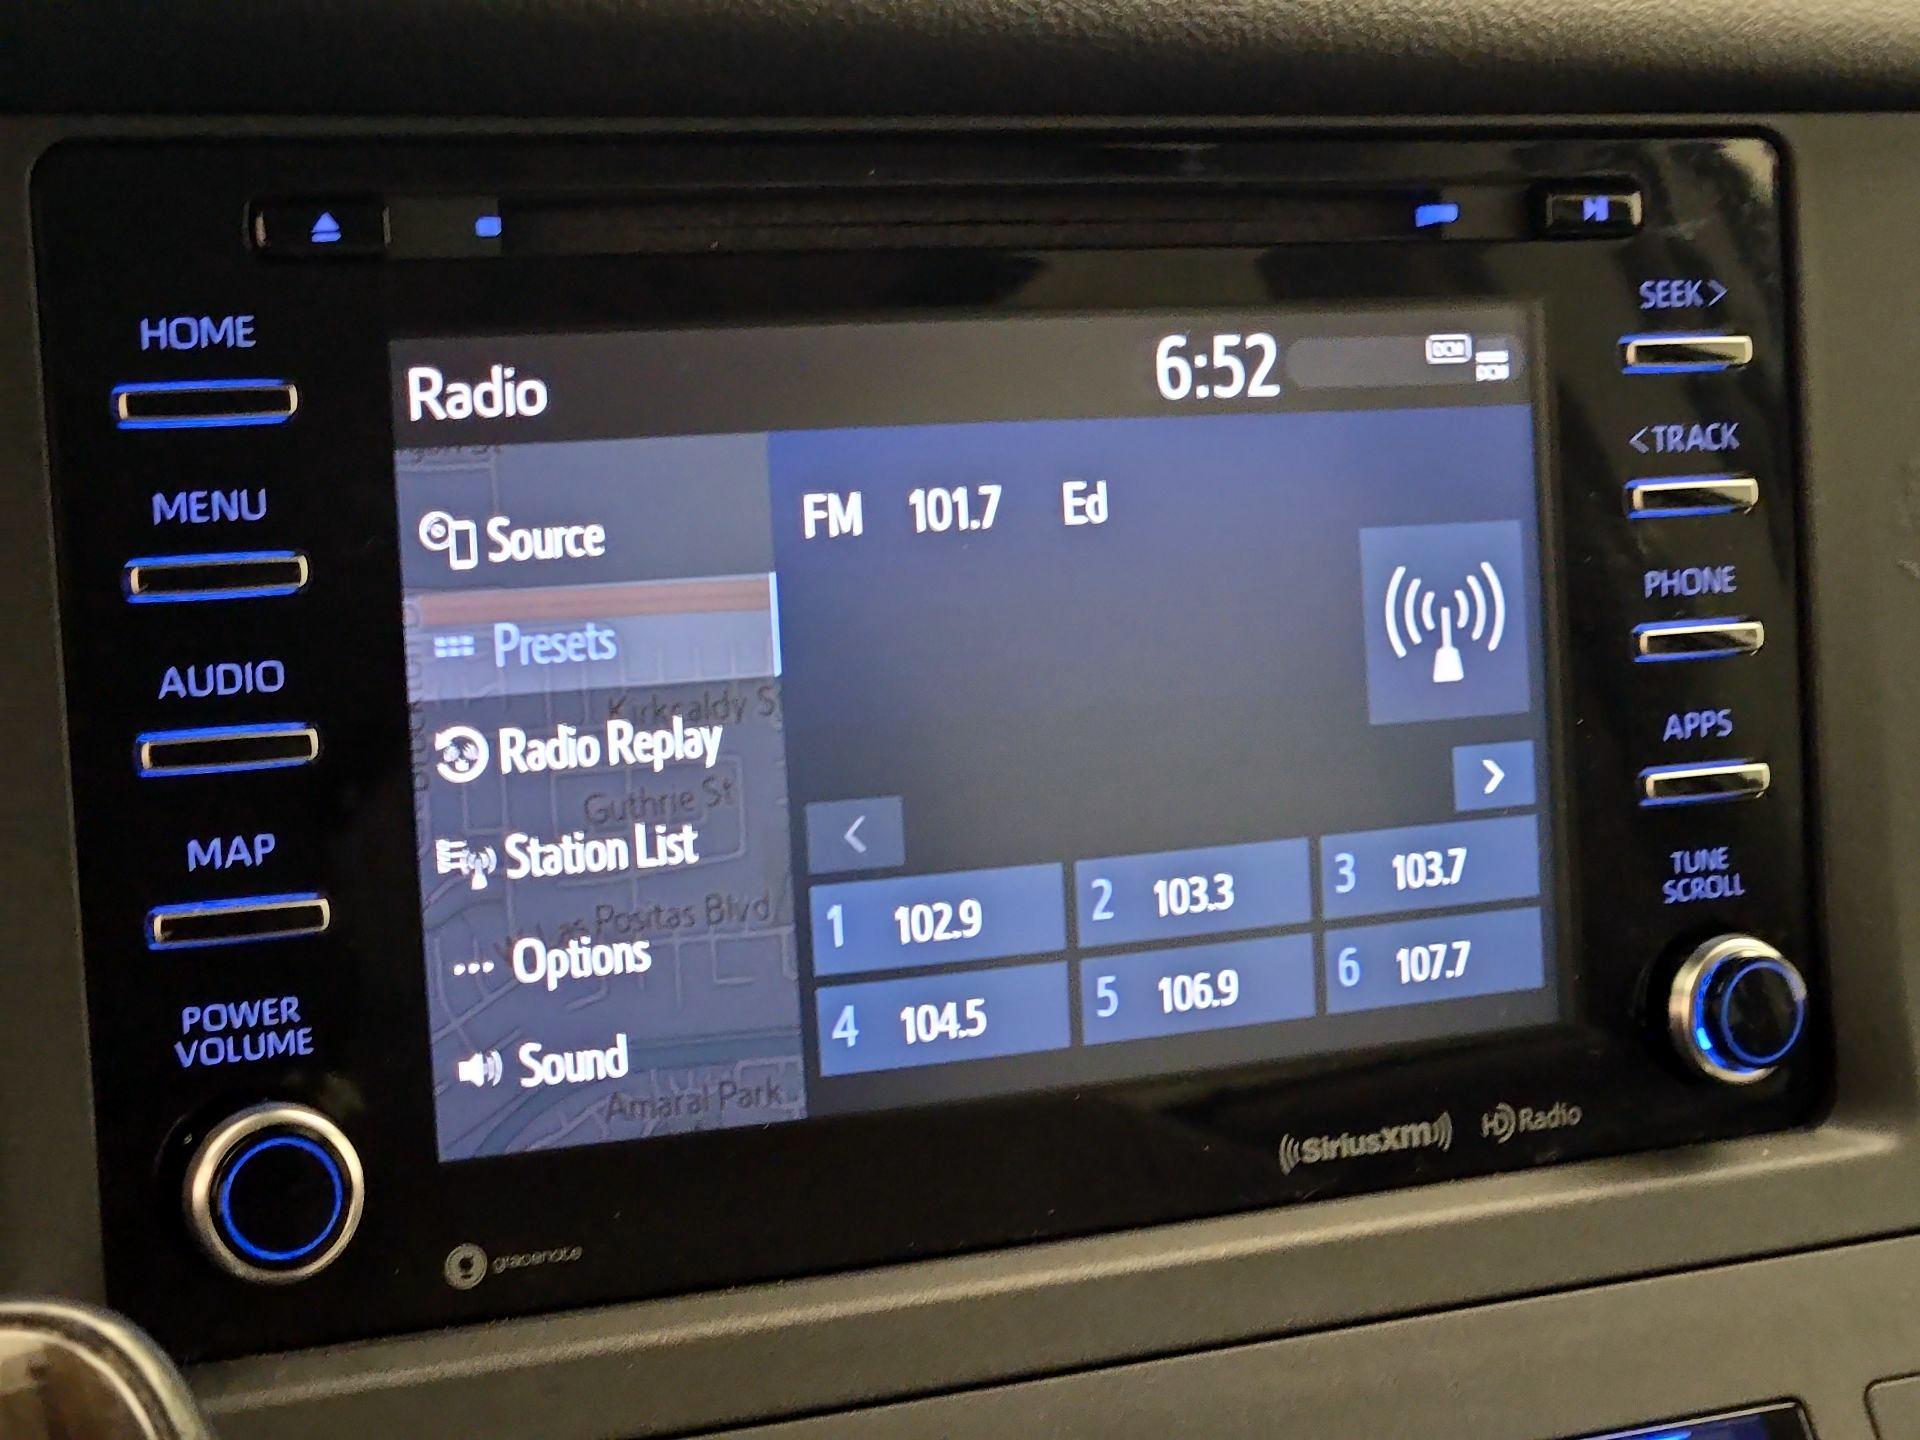 HOME
MENU
AUDIO
MAP
POWER
VOLUME
Radio
6:52
DCM
DCM
Source
Presets
Kirkcaldy S
Radio Replay
Guthrie St
Station List
W Las Positas Blvd
Options
Sound
Amaral Park
FM 101.7 Ed
1 102.9
2 103.3
3 103.7
4 104.5
5 106.9
6 107.7
SEEK >
< TRACK
PHONE
APPS
TUNE
SCROLL
SiriusXM
HD Radio
gracenote